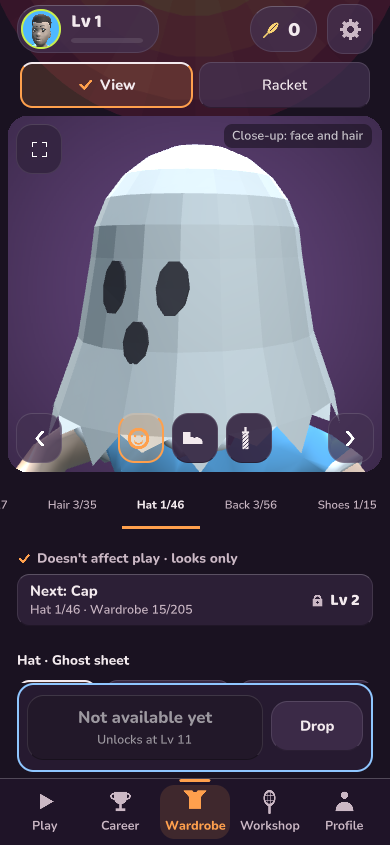 Lv 1
0
View
Racket
Close-up: face and hair
7
Hair 3/35
Hat 1/46
Back 3/56
Shoes 1/15
Doesn't affect play · looks only
Next: Cap
Hat 1/46 · Wardrobe 15/205
Lv 2
Hat · Ghost sheet
Not available yet
Unlocks at Lv 11
Drop
Play
Career
Wardrobe
Workshop
Profile